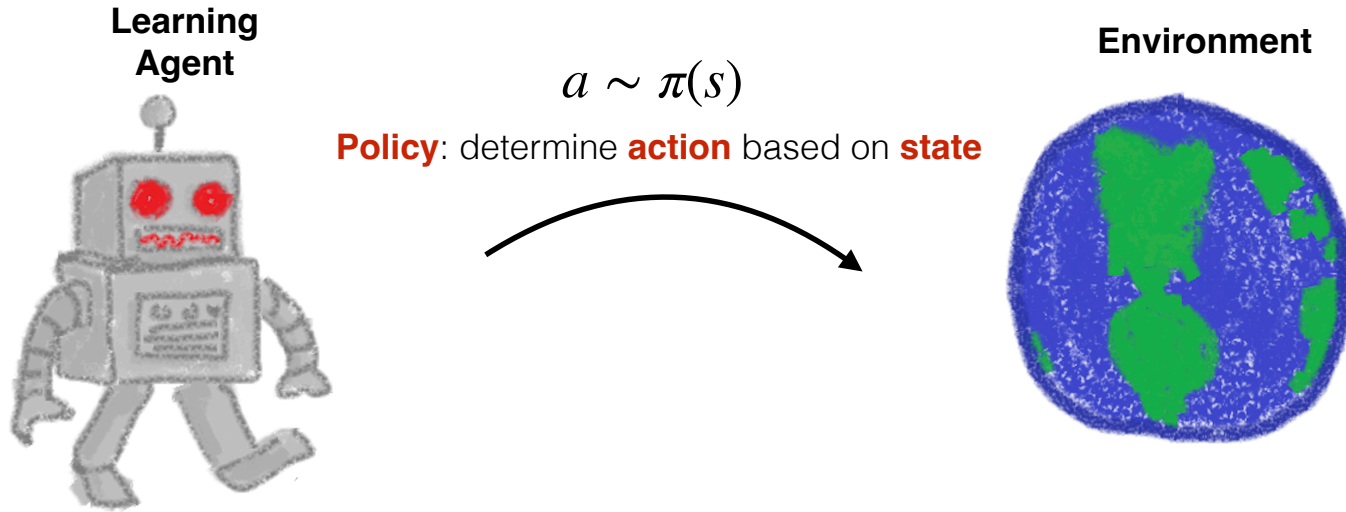 Learning
Agent
Environment
a ∼ π(s)
Policy: determine action based on state